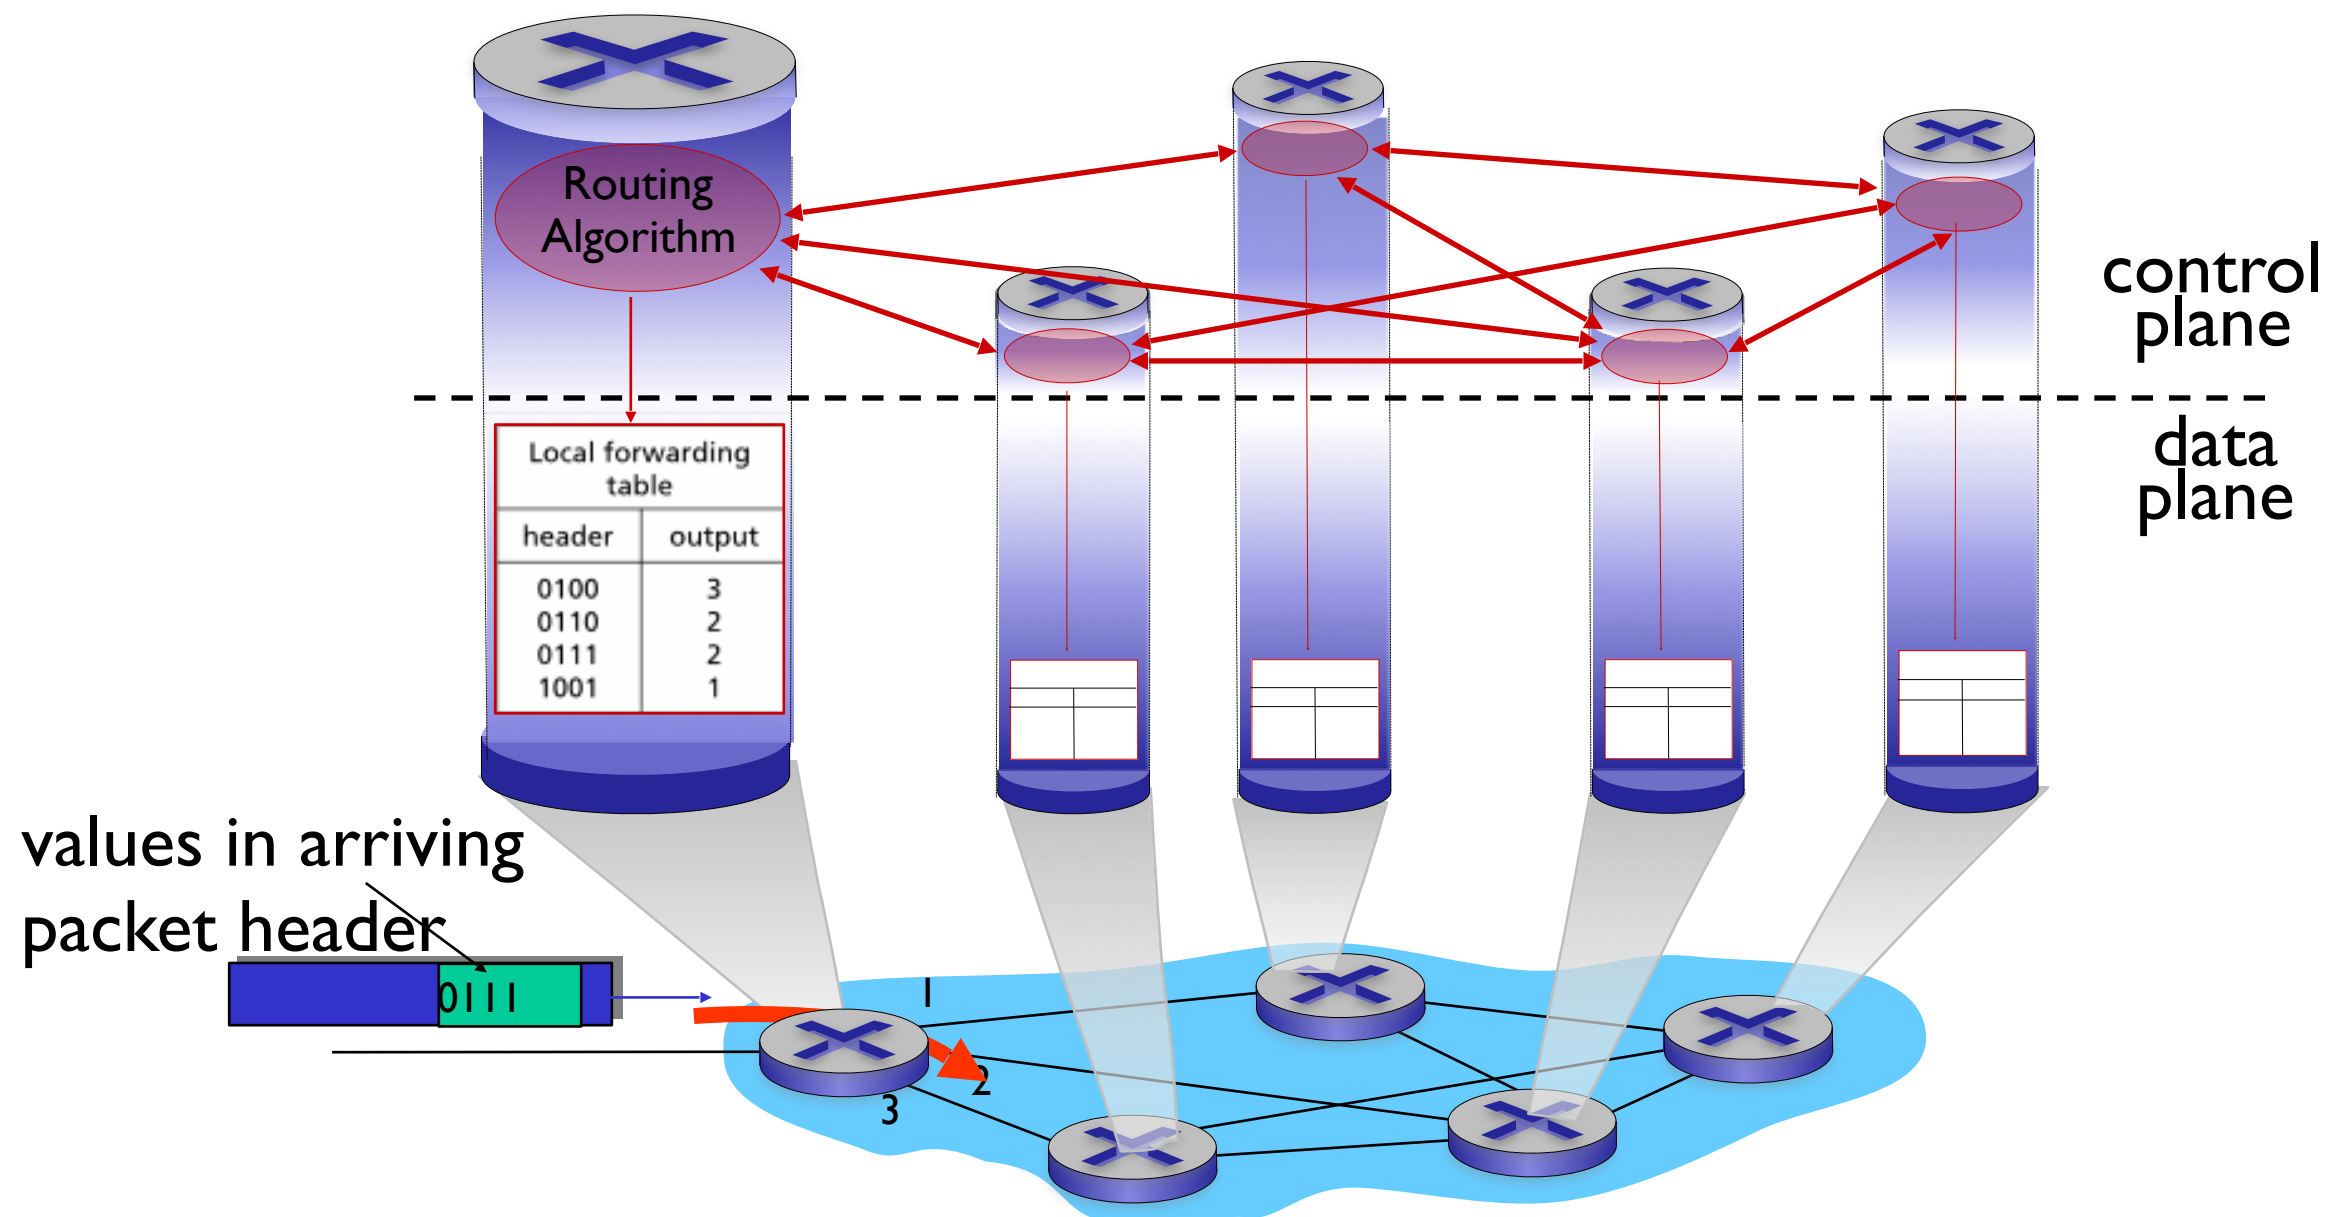 Routing
Algorithm
control
plane
data
plane
Local forwarding
table
header output
0100 3
0110 2
0111 2
1001 1
values in arriving
packet header
0111
1
2
3